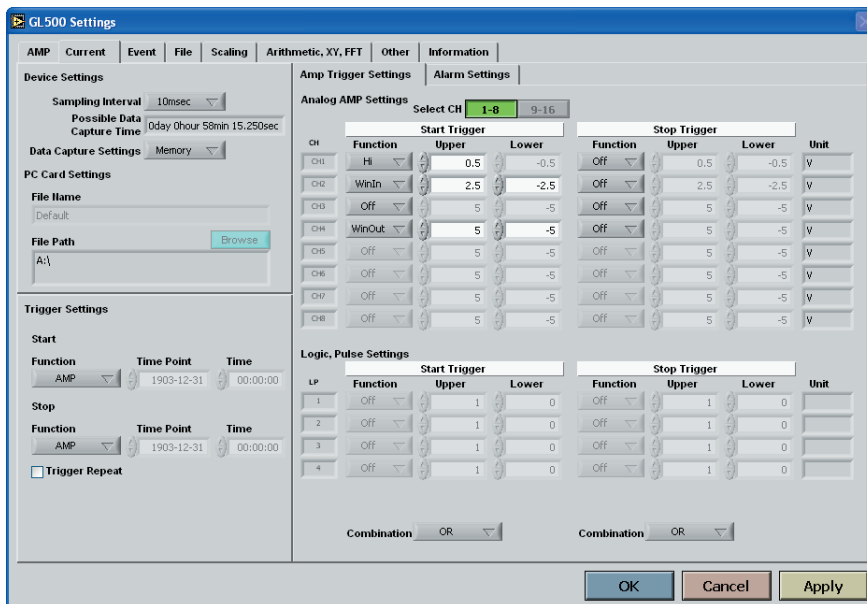 GL500 Settings
AMP Current Event File Scaling Arithmetic, XY, FFT Other Information
Device Settings
Sampling Interval 10msec
Possible Data Capture Time 0day 0hour 58min 15.250sec
Data Capture Settings Memory
PC Card Settings
File Name
Default
File Path Browse
A:\
Trigger Settings
Start
Function Time Point Time
AMP 1903-12-31 00:00:00
Stop
Function Time Point Time
AMP 1903-12-31 00:00:00
Trigger Repeat
Amp Trigger Settings Alarm Settings
Analog AMP Settings
Select CH 1-8 9-16
Start Trigger Stop Trigger
CH Function Upper Lower Function Upper Lower Unit
CH1 Hi 0.5 -0.5 Off 0.5 -0.5 V
CH2 WinIn 2.5 -2.5 Off 2.5 -2.5 V
CH3 Off 5 -5 Off 5 -5 V
CH4 WinOut 5 -5 Off 5 -5 V
CH5 Off 5 -5 Off 5 -5 V
CH6 Off 5 -5 Off 5 -5 V
CH7 Off 5 -5 Off 5 -5 V
CH8 Off 5 -5 Off 5 -5 V
Logic, Pulse Settings
Start Trigger Stop Trigger
LP Function Upper Lower Function Upper Lower Unit
1 Off 1 0 Off 1 0
2 Off 1 0 Off 1 0
3 Off 1 0 Off 1 0
4 Off 1 0 Off 1 0
Combination OR Combination OR
OK Cancel Apply